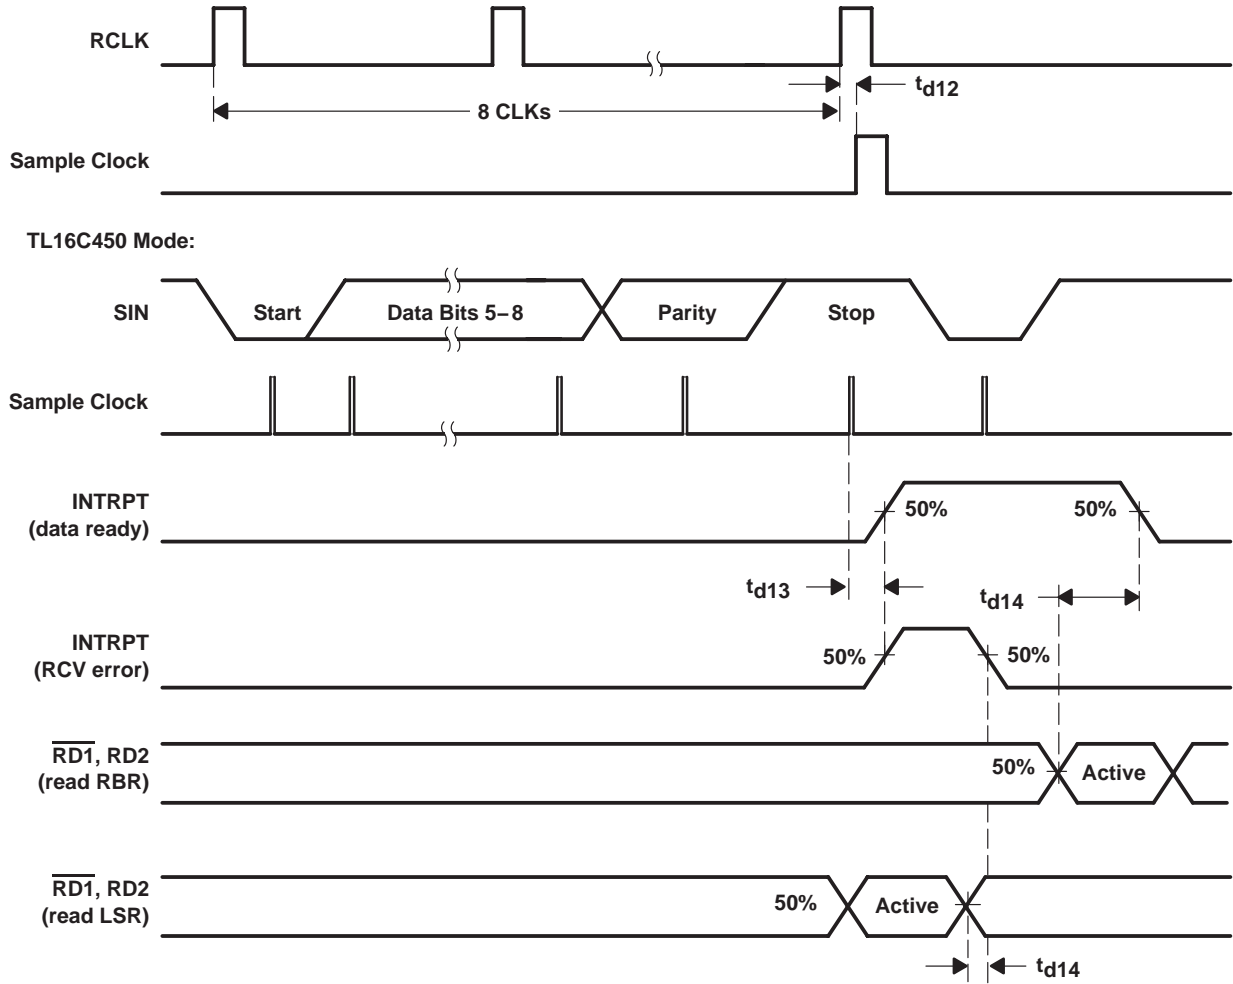 RCLK
td12
8 CLKs
Sample Clock
TL16C450 Mode:
SIN
Start
Data Bits 5–8
Parity
Stop
Sample Clock
INTRPT
(data ready)
50%
50%
td13
td14
INTRPT
(RCV error)
50%
50%
RD1, RD2
(read RBR)
50%
Active
RD1, RD2
(read LSR)
50%
Active
td14